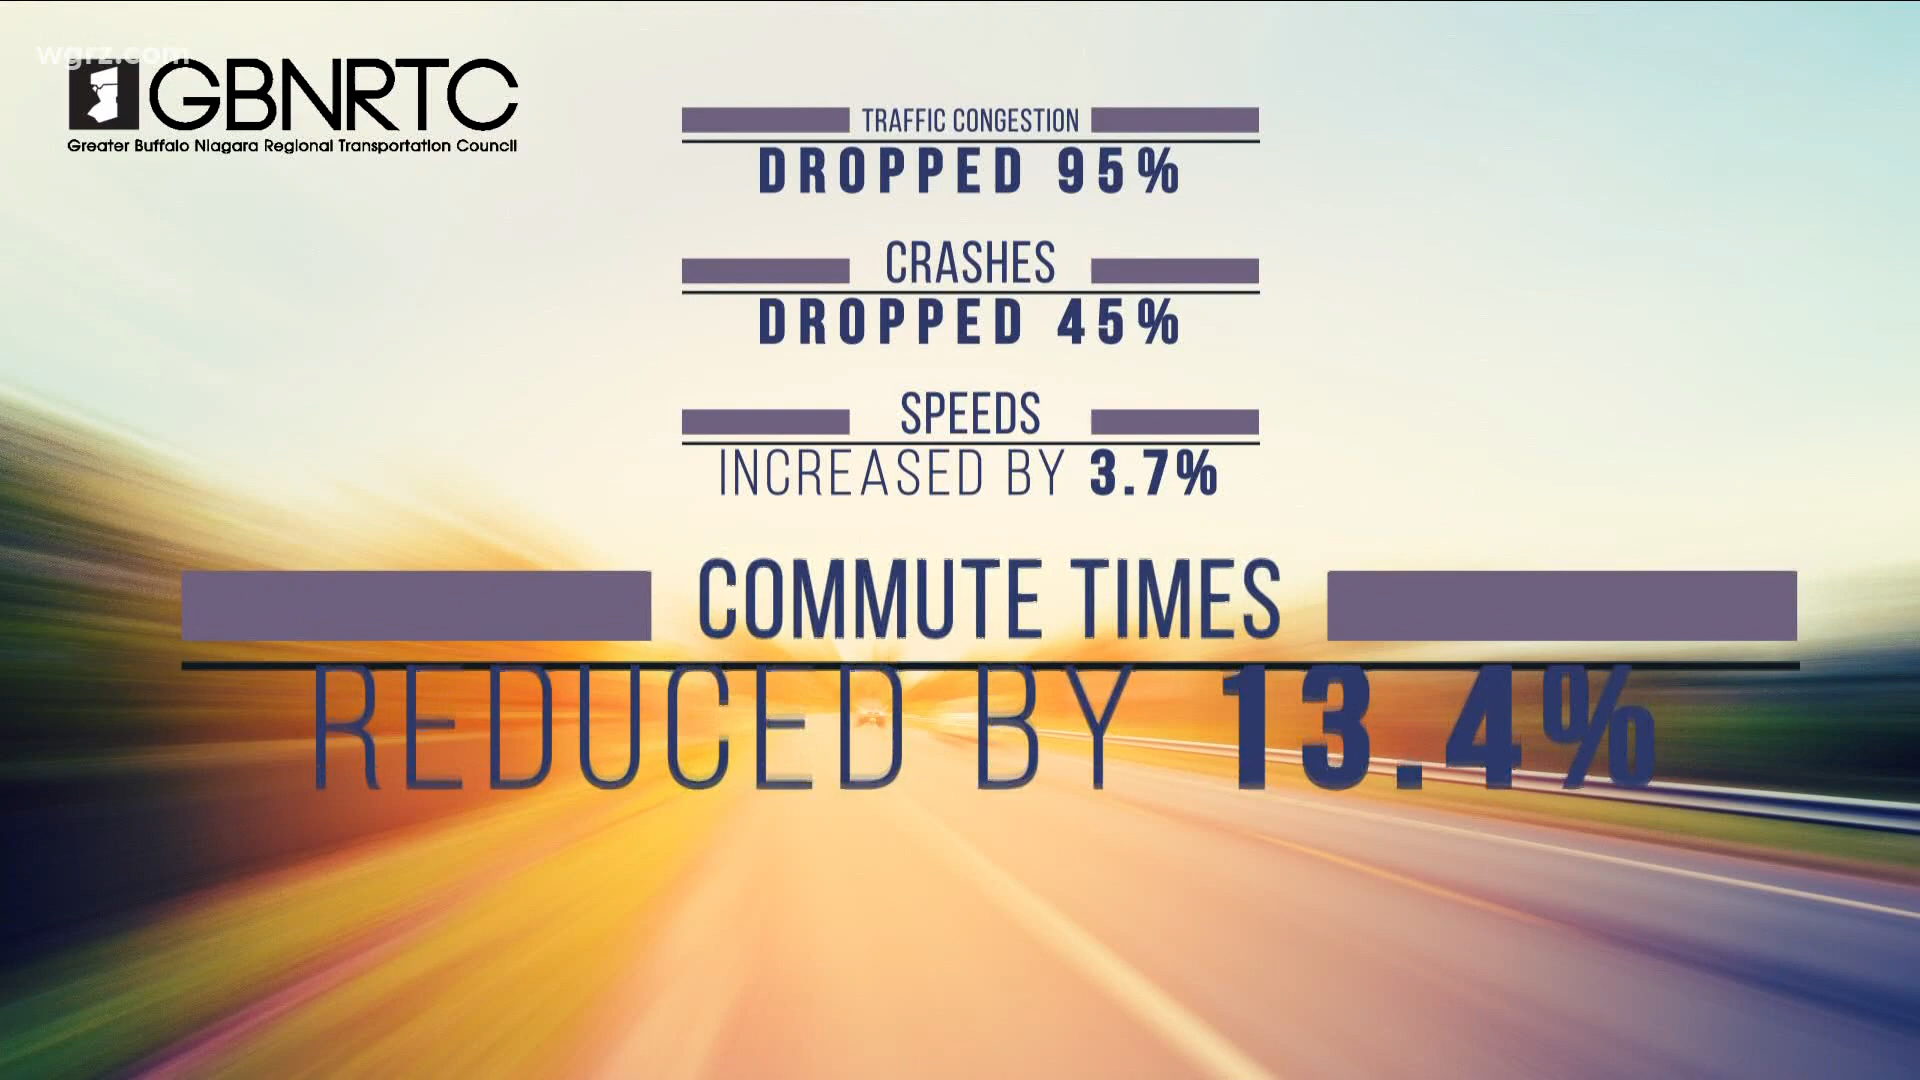 wgrz.com
GBNRTC
Greater Buffalo Niagara Regional Transportation Council
TRAFFIC CONGESTION
DROPPED 95%
CRASHES
DROPPED 45%
SPEEDS
INCREASED BY 3.7%
COMMUTE TIMES
REDUCED BY 13.4%